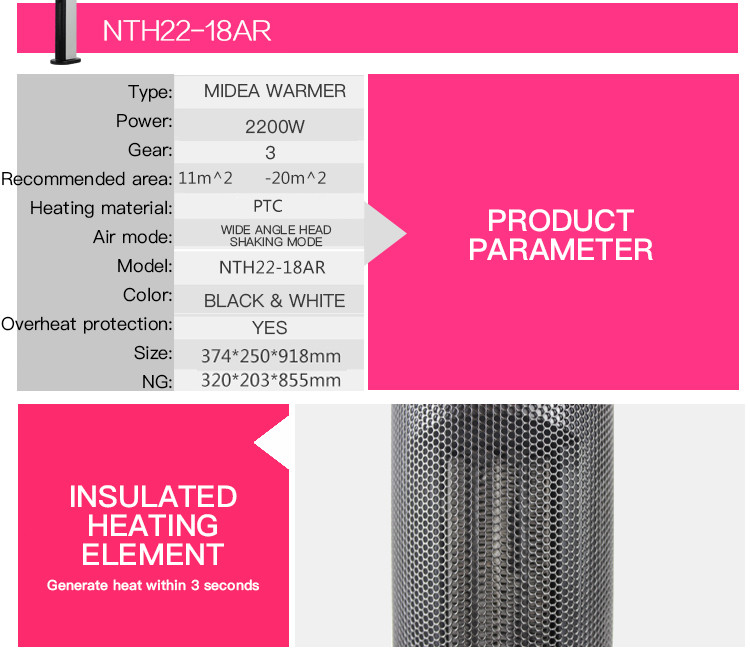 NTH22-18AR
Type: MIDEA WARMER
Power: 2200W
Gear: 3
Recommended area: 11m^2 -20m^2
Heating material: PTC
Air mode: WIDE ANGLE HEAD
SHAKING MODE
Model: NTH22-18AR
Color: BLACK & WHITE
Overheat protection: YES
Size: 374*250*918mm
NG: 320*203*855mm
PRODUCT
PARAMETER
INSULATED
HEATING
ELEMENT
Generate heat within 3 seconds